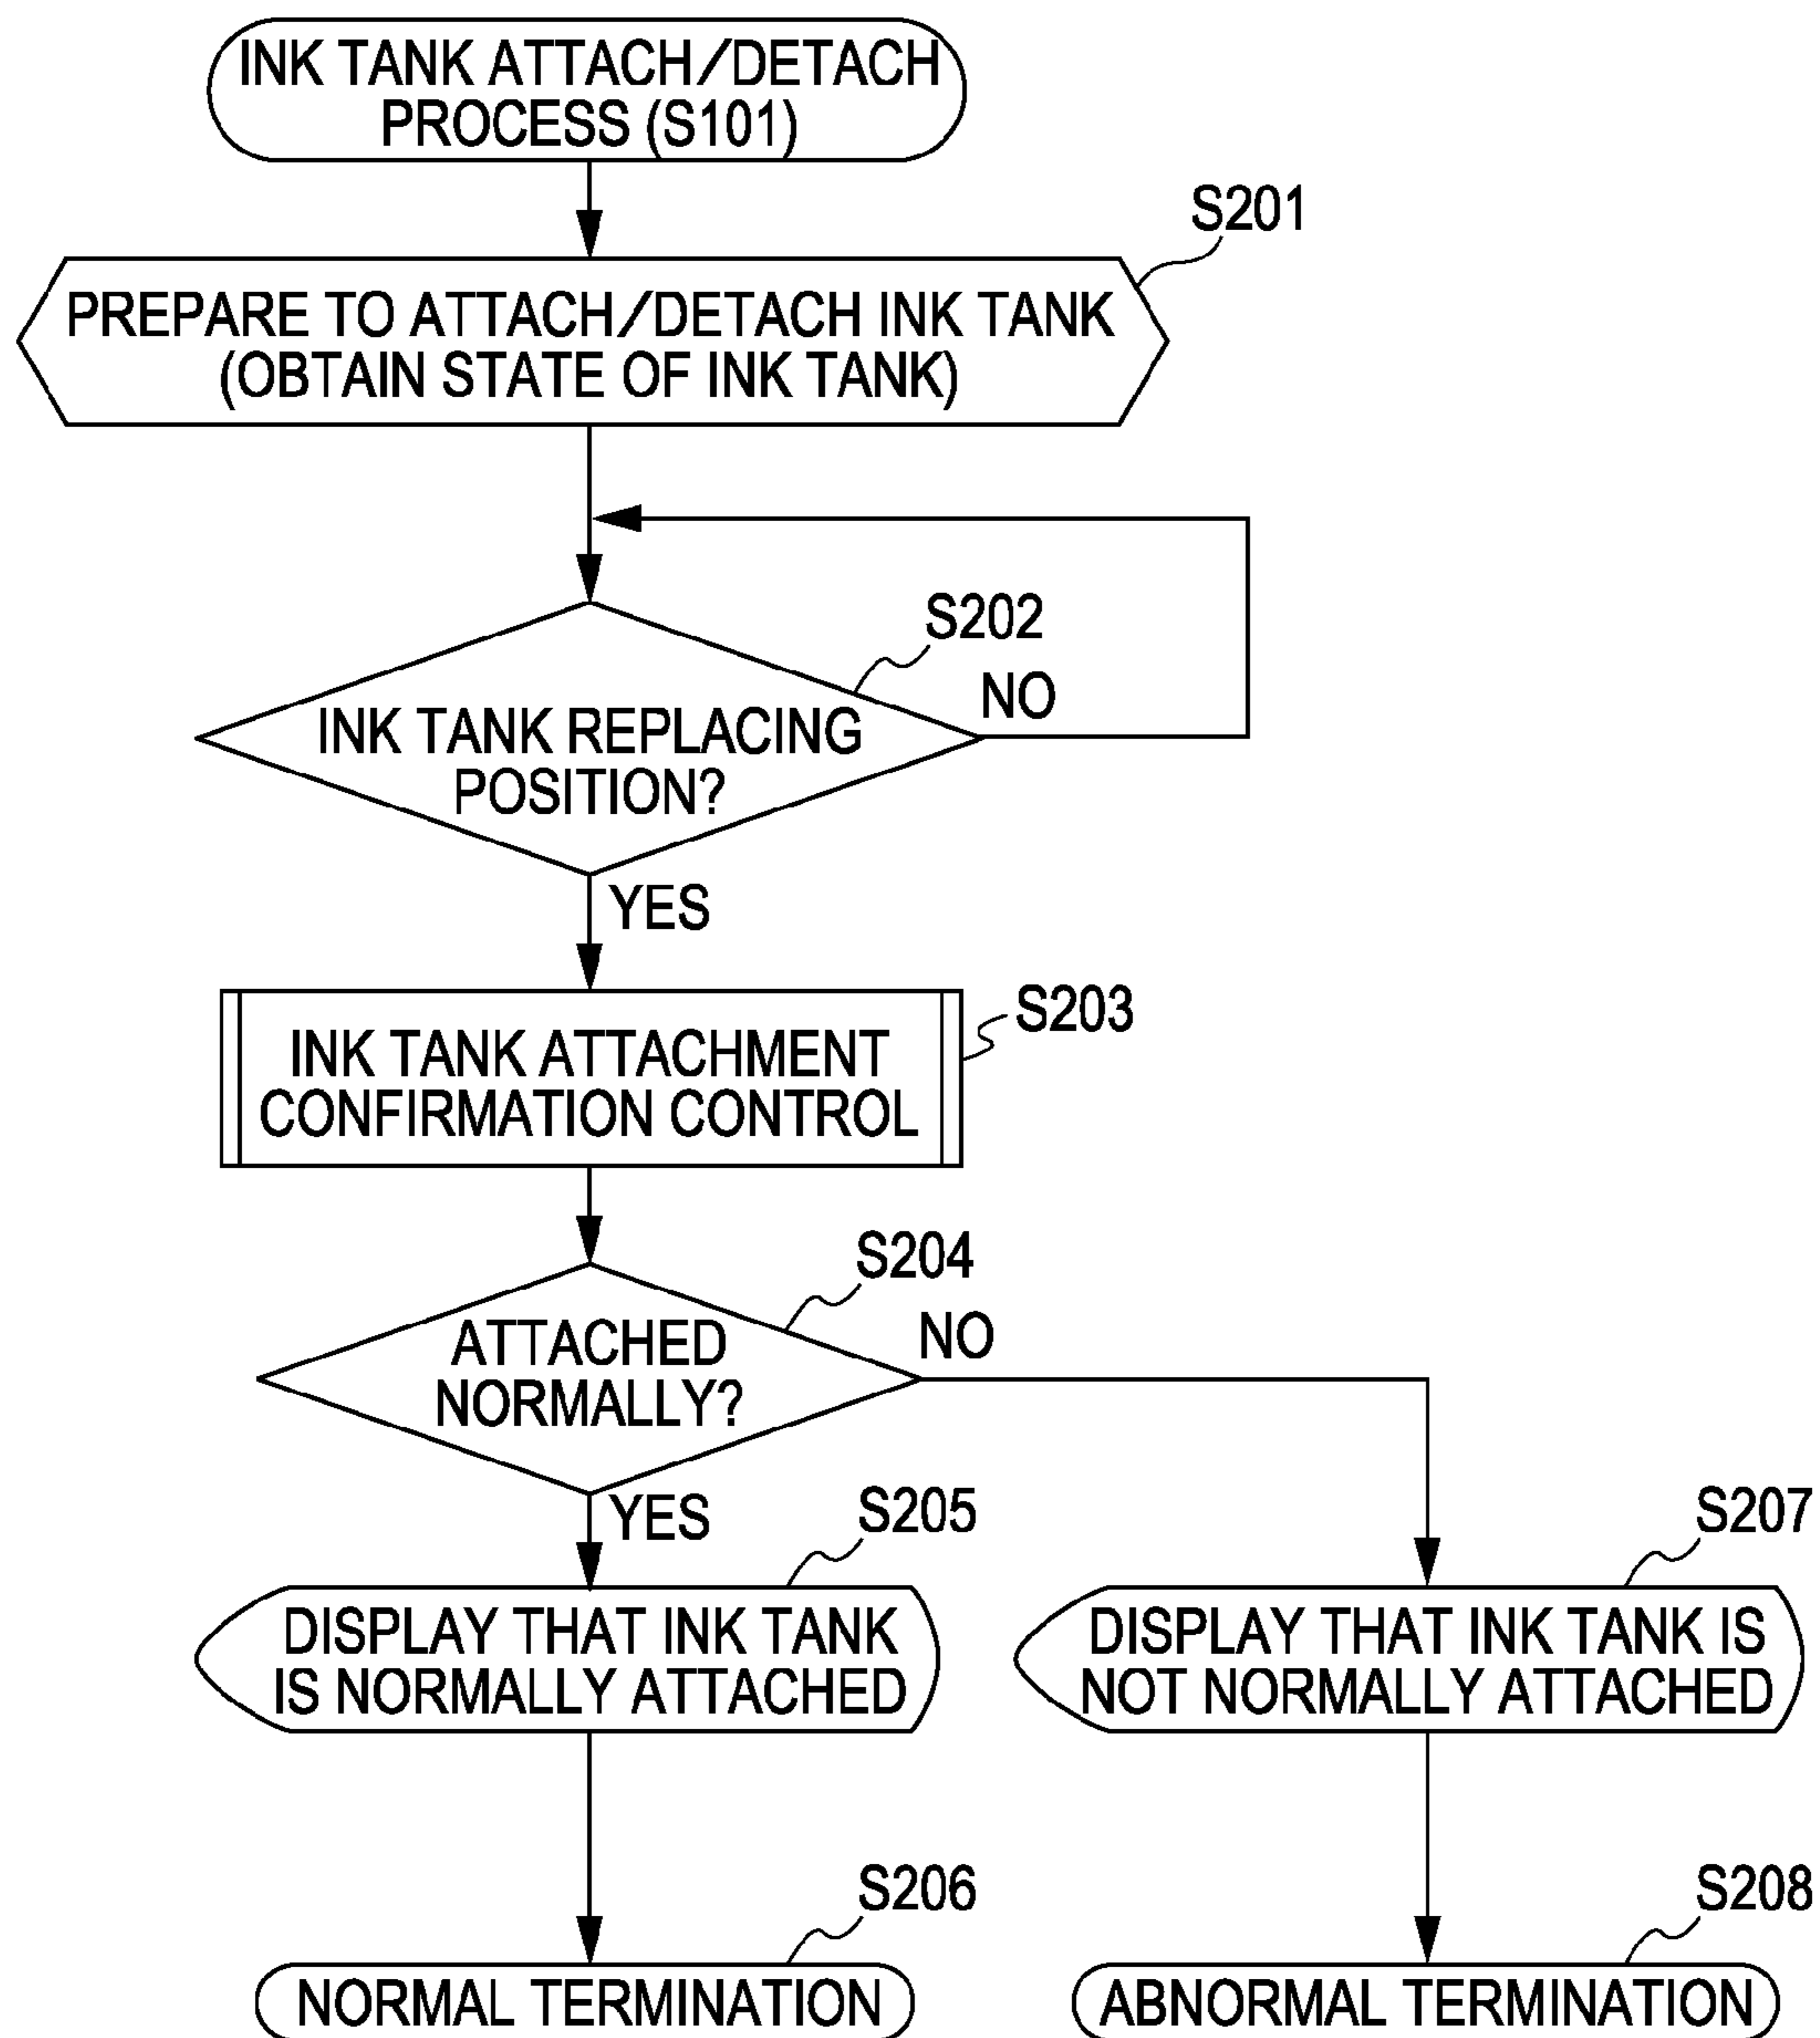 INK TANK ATTACH/DETACH
PROCESS (S101)
S201
PREPARE TO ATTACH/DETACH INK TANK
(OBTAIN STATE OF INK TANK)
S202
NO
INK TANK REPLACING
POSITION?
YES
S203
INK TANK ATTACHMENT
CONFIRMATION CONTROL
S204
NO
ATTACHED
NORMALLY?
YES
S205
S207
DISPLAY THAT INK TANK
IS NORMALLY ATTACHED
DISPLAY THAT INK TANK IS
NOT NORMALLY ATTACHED
S206
S208
NORMAL TERMINATION
ABNORMAL TERMINATION